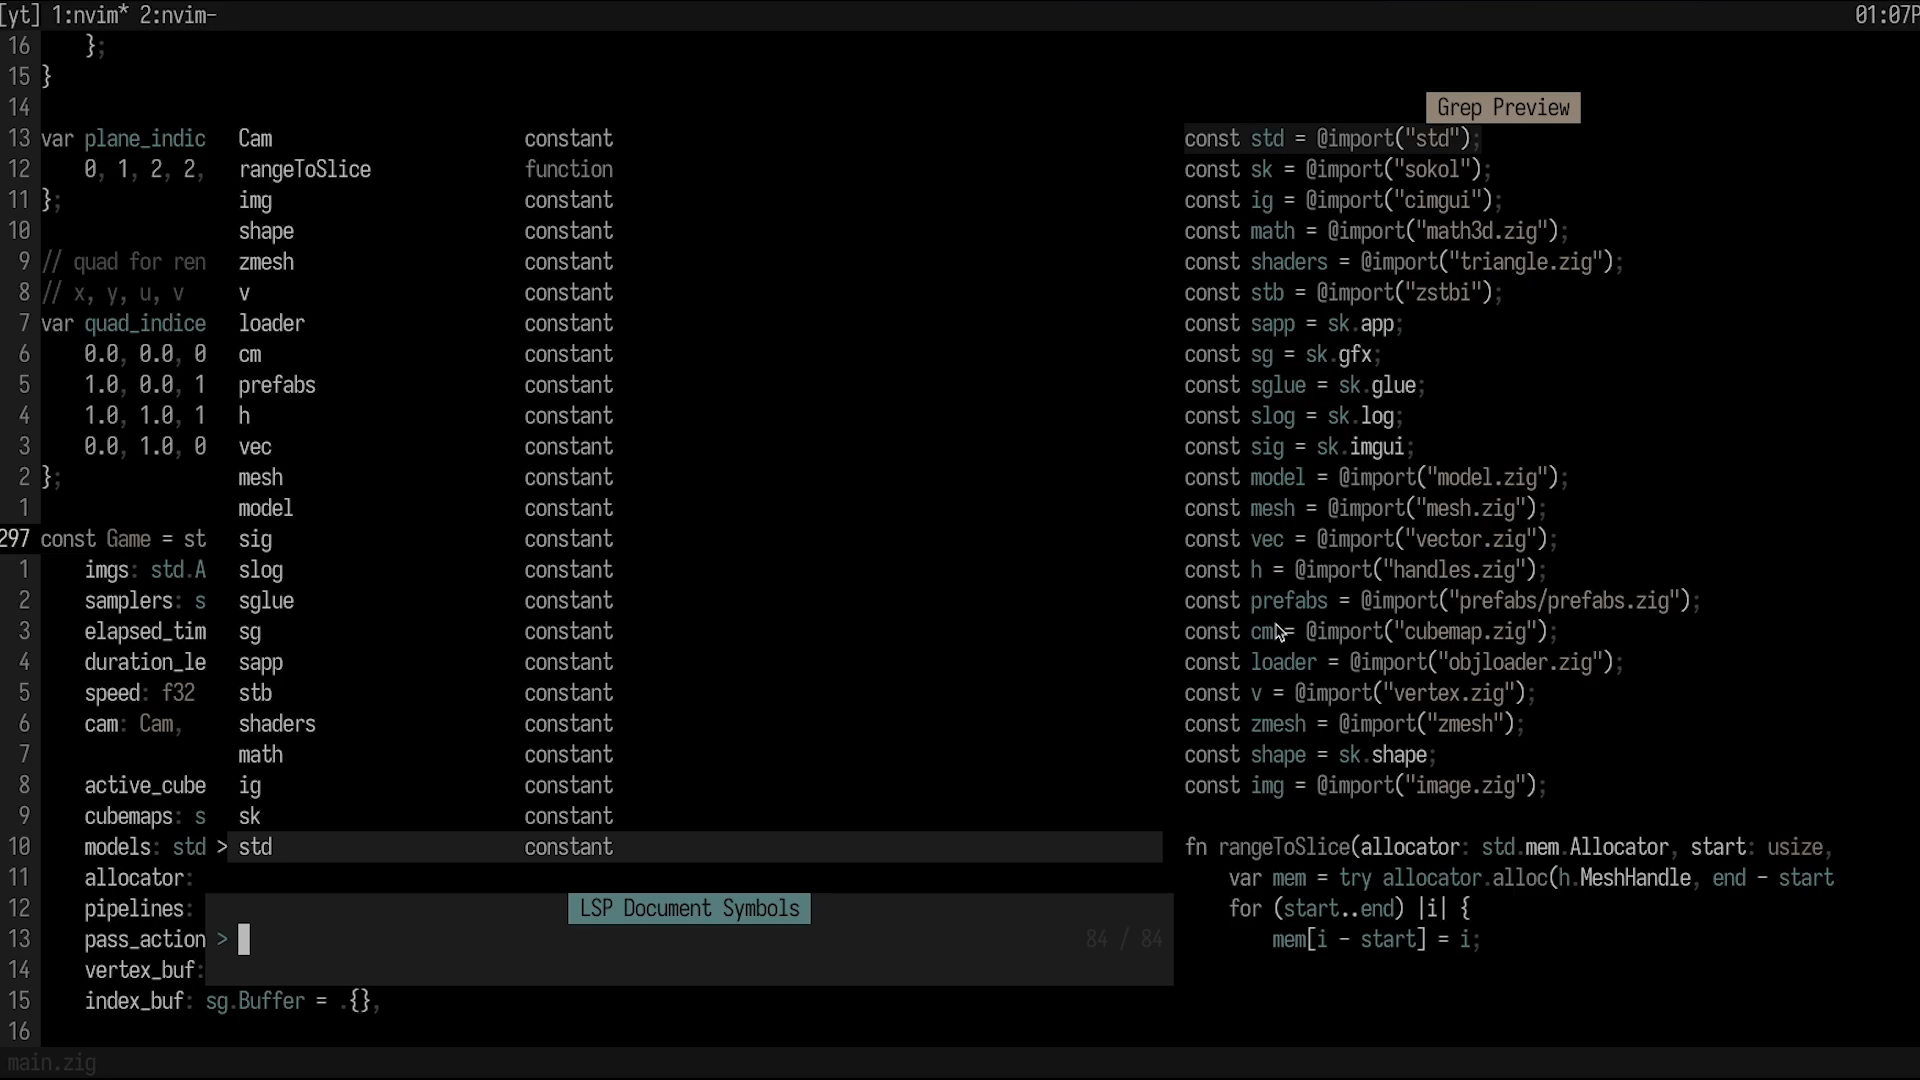 [yt] 1:nvim* 2:nvim- 01:07P
16 };
15 }
14
13 var plane_indic
12 0, 1, 2, 2,
11 };
10
9 // quad for ren
8 // x, y, u, v
7 var quad_indice
6 0.0, 0.0, 0
5 1.0, 0.0, 1
4 1.0, 1.0, 1
3 0.0, 1.0, 0
2 };
1
297 const Game = st
1 imgs: std.A
2 samplers: s
3 elapsed_tim
4 duration_le
5 speed: f32
6 cam: Cam,
7
8 active_cube
9 cubemaps: s
10 models: std
11 allocator:
12 pipelines:
13 pass_action
14 vertex_buf:
15 index_buf: sg.Buffer = .{},
16
Cam constant
rangeToSlice function
img constant
shape constant
zmesh constant
v constant
loader constant
cm constant
prefabs constant
h constant
vec constant
mesh constant
model constant
sig constant
slog constant
sglue constant
sg constant
sapp constant
stb constant
shaders constant
math constant
ig constant
sk constant
> std constant
LSP Document Symbols
> 84 / 84
Grep Preview
const std = @import("std");
const sk = @import("sokol");
const ig = @import("cimgui");
const math = @import("math3d.zig");
const shaders = @import("triangle.zig");
const stb = @import("zstbi");
const sapp = sk.app;
const sg = sk.gfx;
const sglue = sk.glue;
const slog = sk.log;
const sig = sk.imgui;
const model = @import("model.zig");
const mesh = @import("mesh.zig");
const vec = @import("vector.zig");
const h = @import("handles.zig");
const prefabs = @import("prefabs/prefabs.zig");
const cm = @import("cubemap.zig");
const loader = @import("objloader.zig");
const v = @import("vertex.zig");
const zmesh = @import("zmesh");
const shape = sk.shape;
const img = @import("image.zig");
fn rangeToSlice(allocator: std.mem.Allocator, start: usize,
var mem = try allocator.alloc(h.MeshHandle, end - start
for (start..end) |i| {
mem[i - start] = i;
main.zig